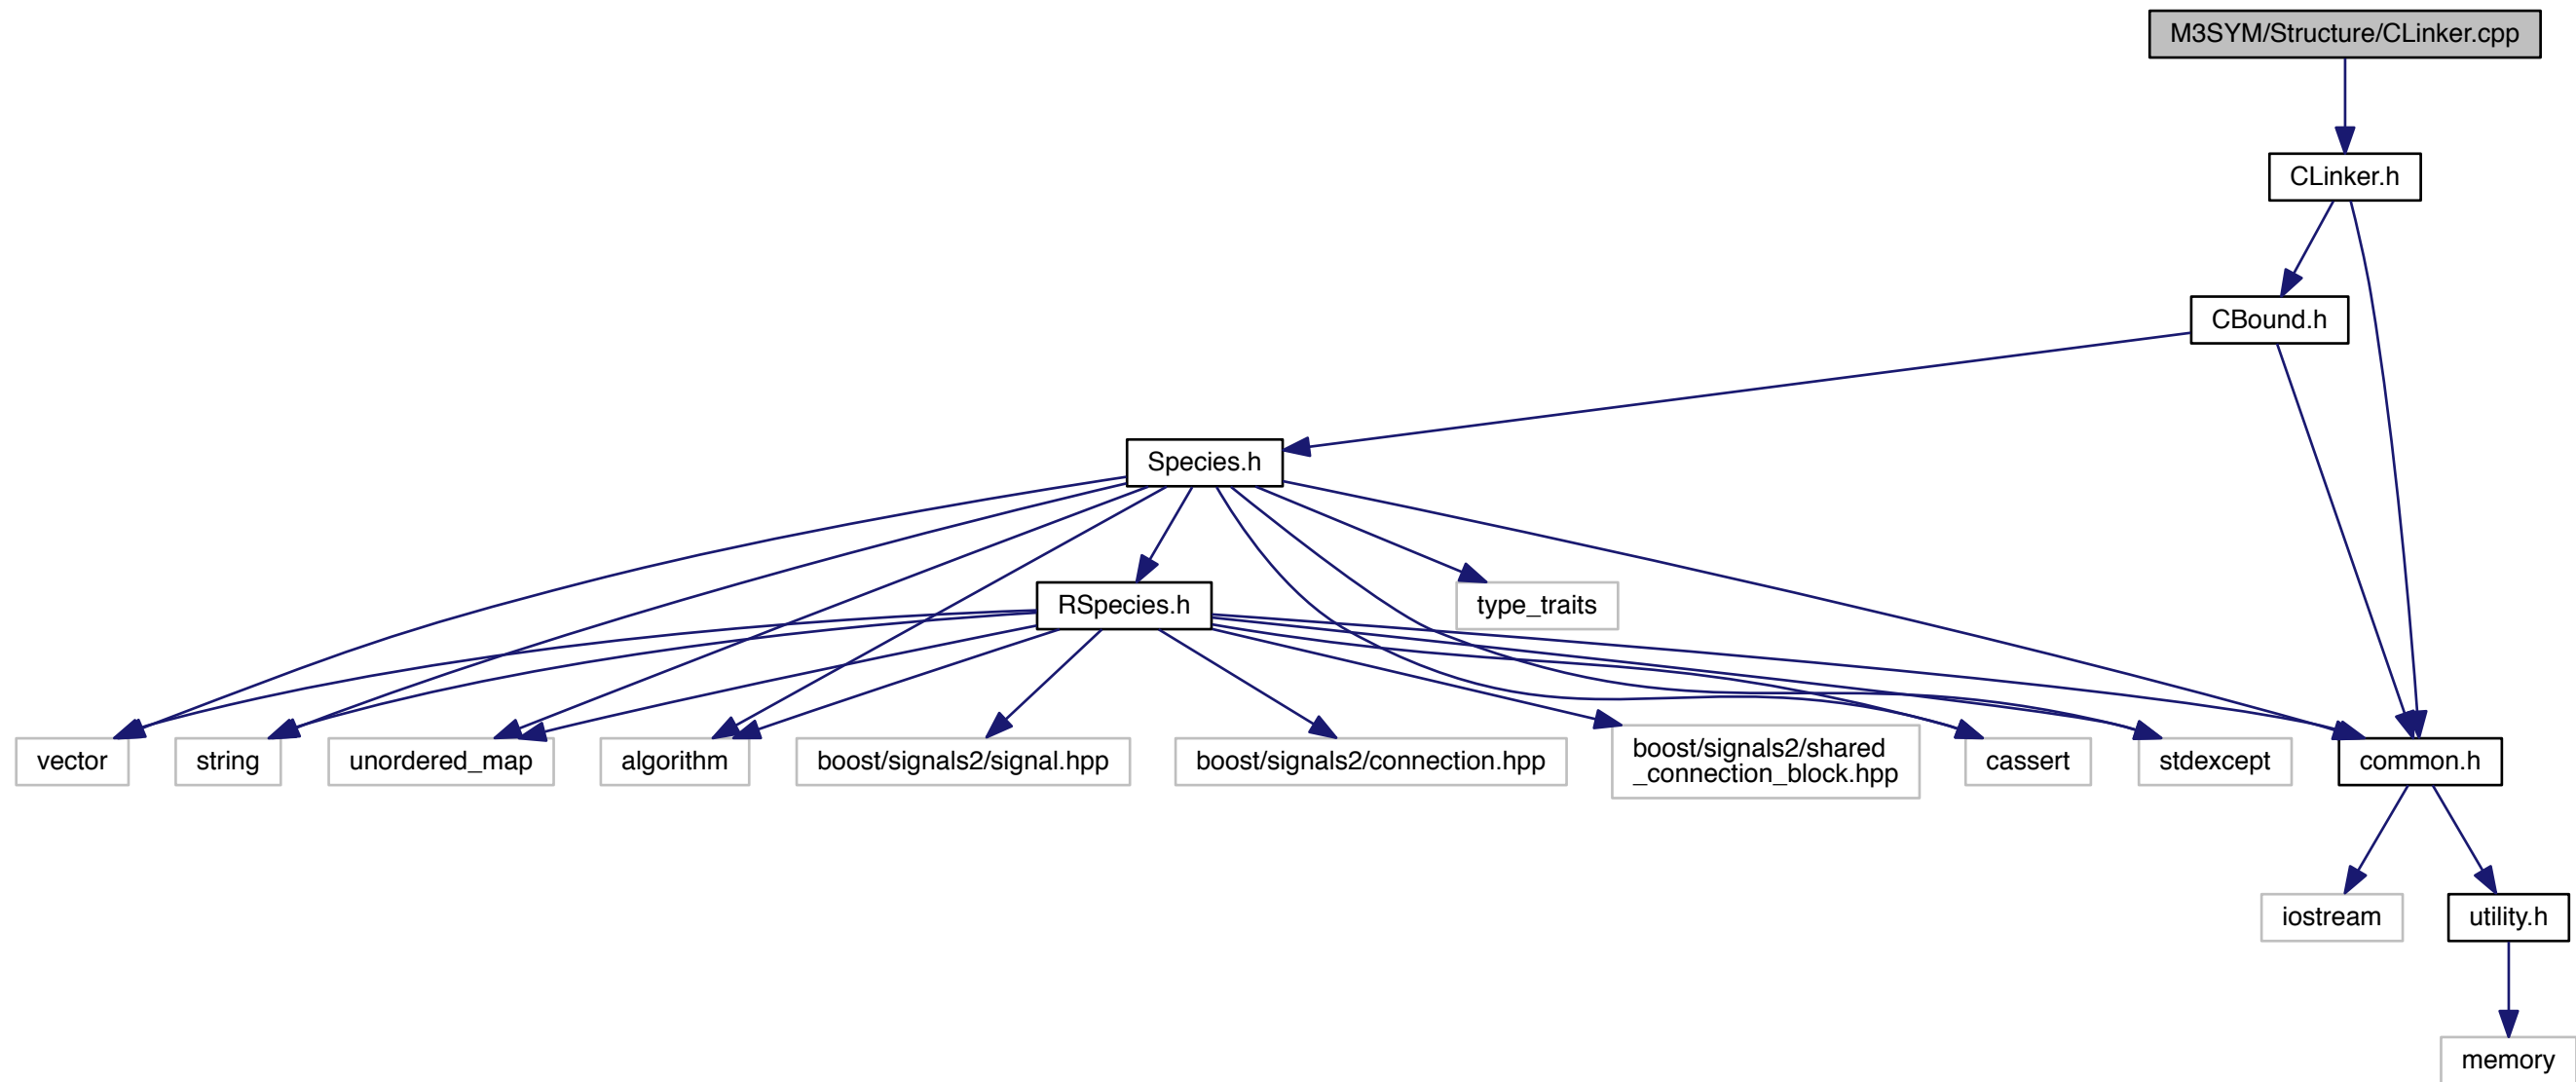 M3SYM/Structure/CLinker.cpp
CLinker.h
CBound.h
Species.h
RSpecies.h
type_traits
vector
string
unordered_map
algorithm
boost/signals2/signal.hpp
boost/signals2/connection.hpp
boost/signals2/shared
_connection_block.hpp
cassert
stdexcept
common.h
iostream
utility.h
memory